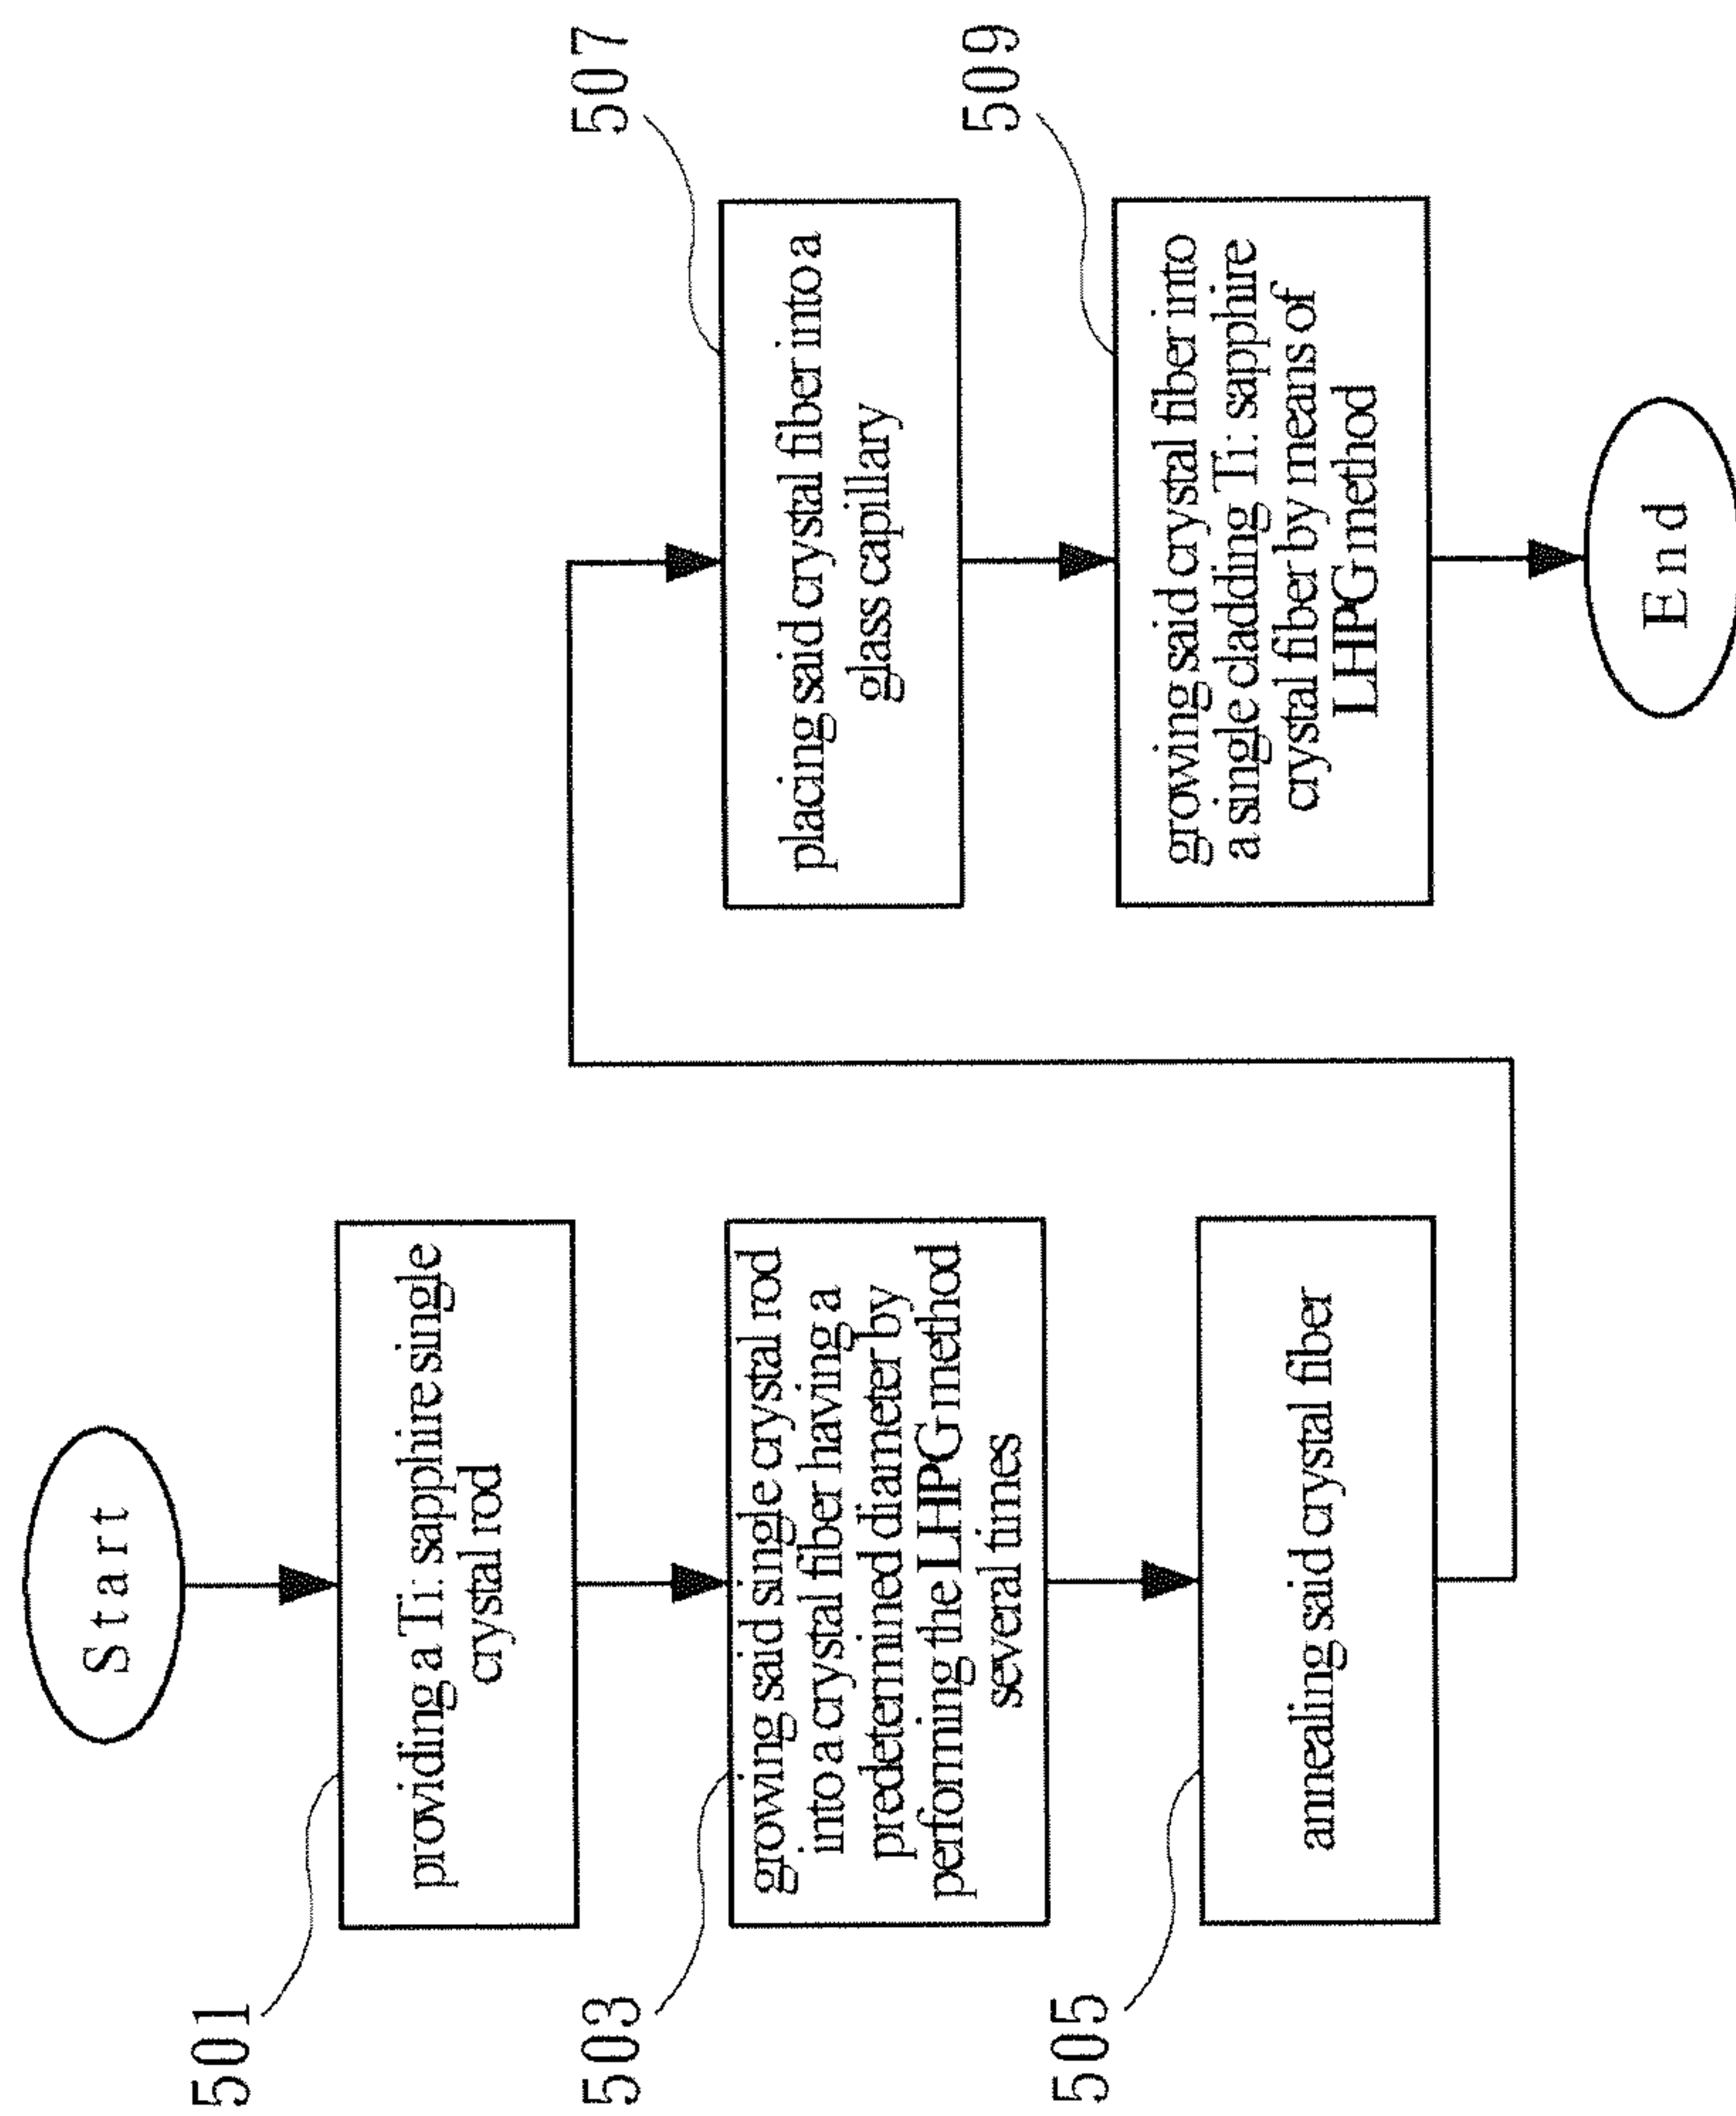 Start
501
providing a Ti: sapphire single
crystal rod
503
growing said single crystal rod
into a crystal fiber having a
predetermined diameter by
performing the LHPG method
several times
505
annealing said crystal fiber
507
placing said crystal fiber into a
glass capillary
509
growing said crystal fiber into
a single cladding Ti: sapphire
crystal fiber by means of
LHPG method
End